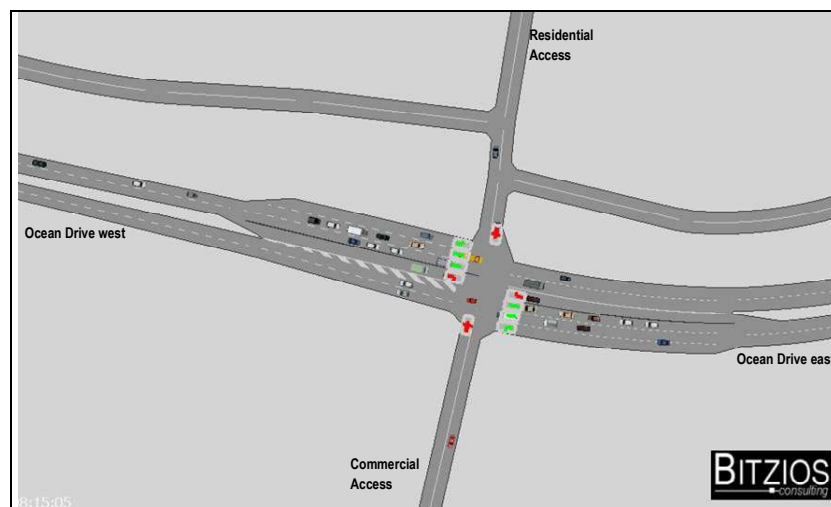 Residential
Access
Ocean Drive west
Ocean Drive eas
Commercial
Access
BITZIOS
consulting
8:15:05